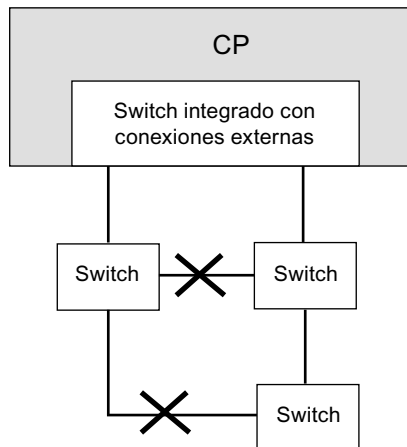 CP
Switch integrado con
conexiones externas
Switch
Switch
Switch